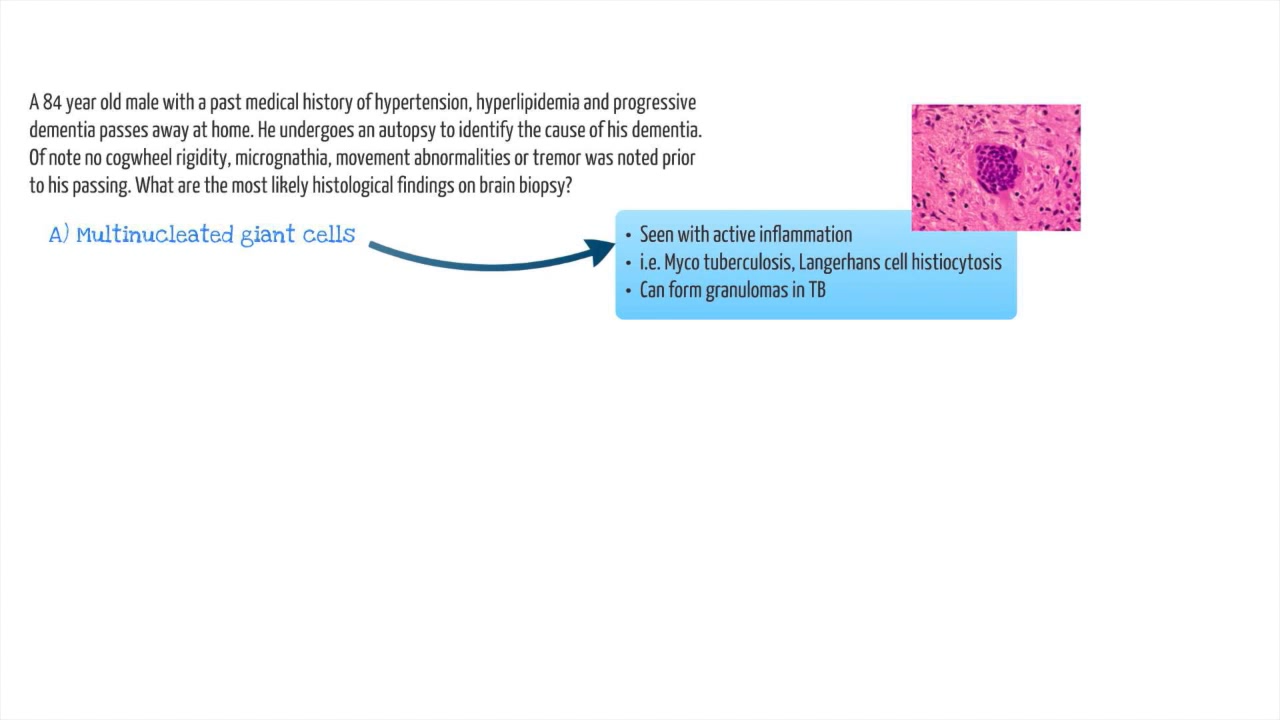 A 84 year old male with a past medical history of hypertension, hyperlipidemia and progressive
dementia passes away at home. He undergoes an autopsy to identify the cause of his dementia.
Of note no cogwheel rigidity, micrognathia, movement abnormalities or tremor was noted prior
to his passing. What are the most likely histological findings on brain biopsy?
A) Multinucleated giant cells
• Seen with active inflammation
• i.e. Myco tuberculosis, Langerhans cell histiocytosis
• Can form granulomas in TB